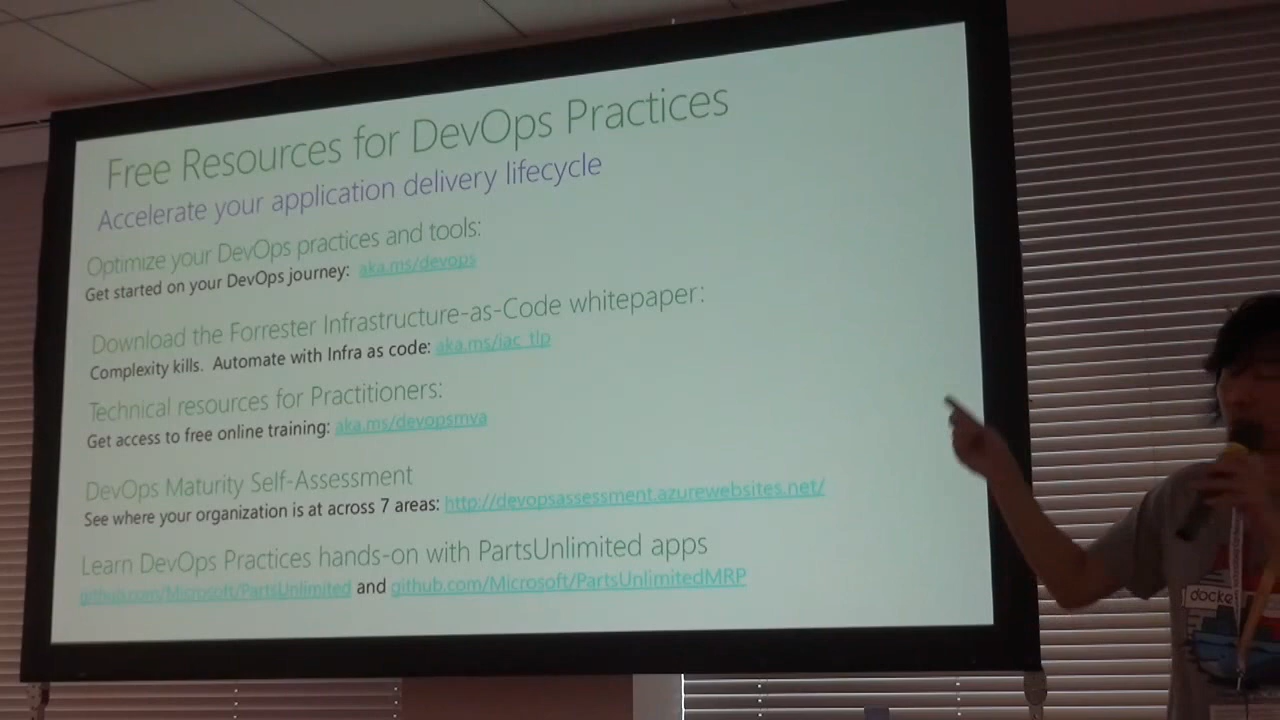 Free Resources for DevOps Practices
Accelerate your application delivery lifecycle
Optimize your DevOps practices and tools:
Get started on your DevOps journey: aka.ms/devops
Download the Forrester Infrastructure-as-Code whitepaper:
Complexity kills. Automate with Infra as code: aka.ms/iac_tlp
Technical resources for Practitioners:
Get access to free online training: aka.ms/devopsmva
DevOps Maturity Self-Assessment
See where your organization is at across 7 areas: http://devopsassessment.azurewebsites.net/
Learn DevOps Practices hands-on with PartsUnlimited apps
github.com/Microsoft/PartsUnlimited and github.com/Microsoft/PartsUnlimitedMRP
docke